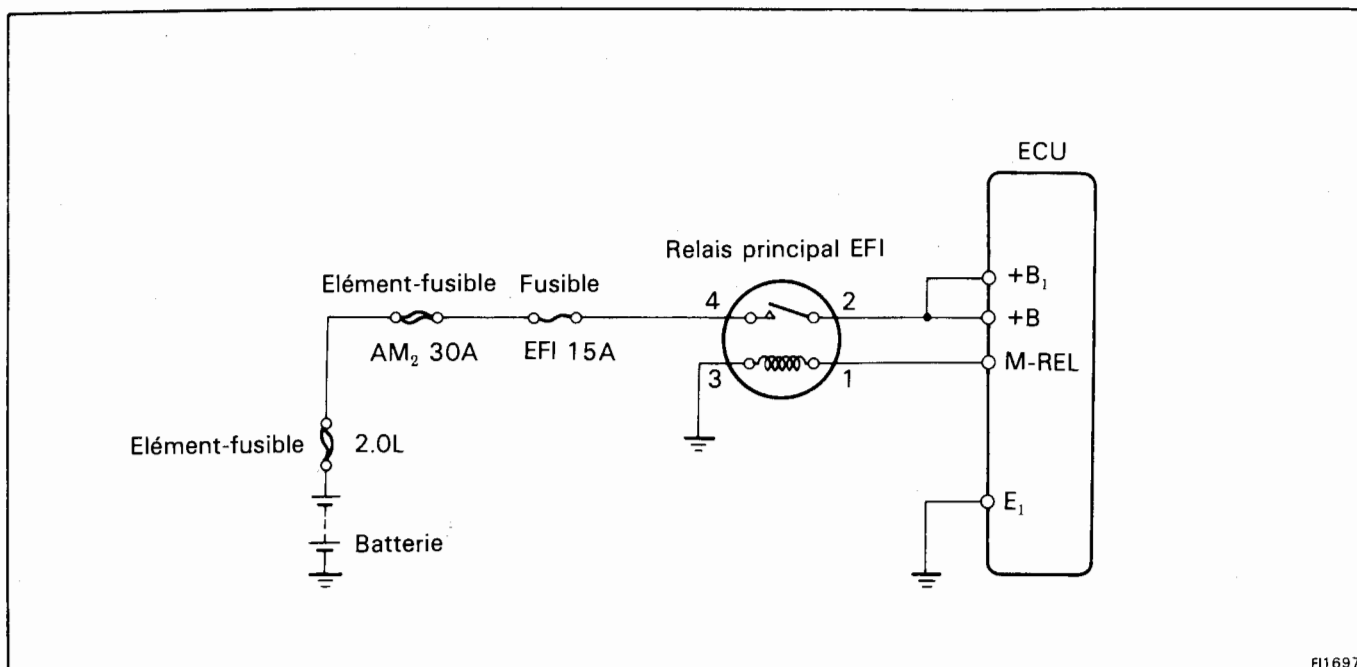 ECU
Relais principal EFI
+B₁
Elément-fusible
Fusible
4
2
+B
AM₂ 30A
EFI 15A
M-REL
3
1
Elément-fusible
2.0L
E₁
Batterie
FI1697